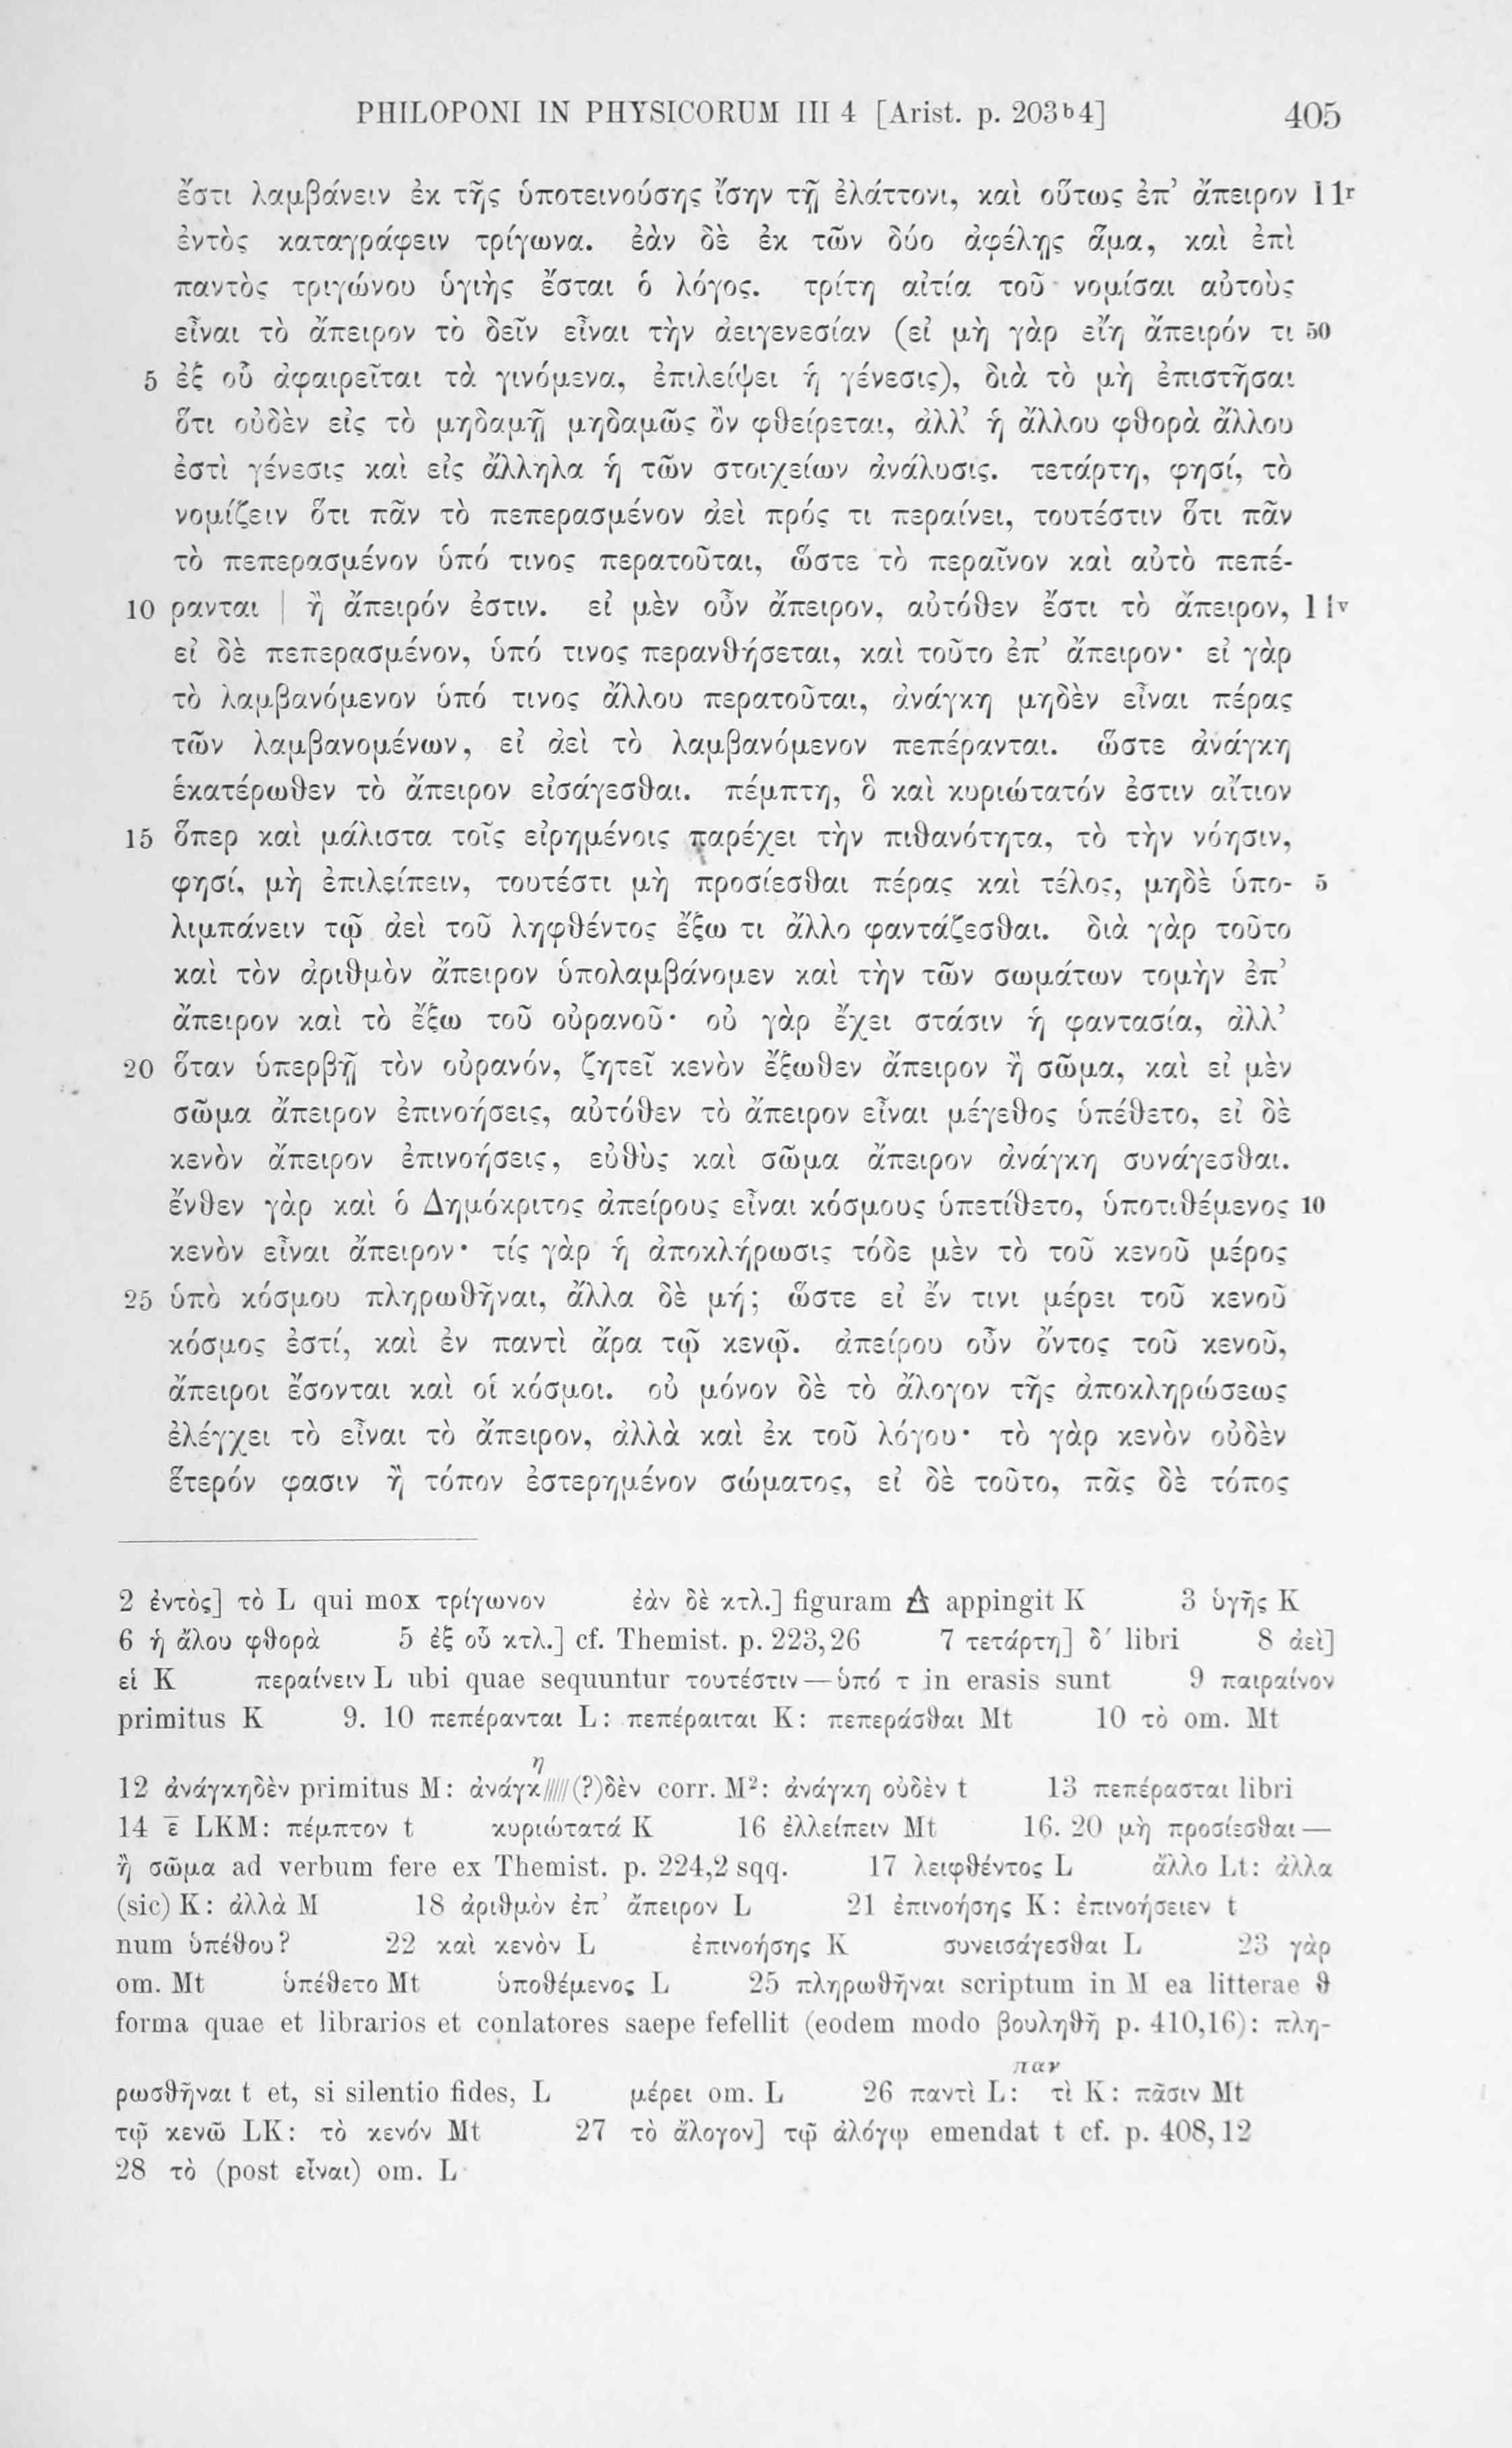 PHILOPONI IN PHYSICORUM III 4 [Arist. p. 203ᵇ4] 405
ἔστι λαμβάνειν ἐκ τῆς ὑποτεινούσης ἴσην τῇ ἐλάττονι, καὶ οὕτως ἐπ’ ἄπειρον 11ʳ
ἐντὸς καταγράφειν τρίγωνα. ἐὰν δὲ ἐκ τῶν δύο ἀφέλῃς ἅμα, καὶ ἐπὶ
παντὸς τριγώνου ὑγιὴς ἔσται ὁ λόγος. τρίτη αἰτία τοῦ νομίσαι αὐτοὺς
εἶναι τὸ ἄπειρον τὸ δεῖν εἶναι τὴν ἀειγενεσίαν (εἰ μὴ γὰρ εἴη ἄπειρόν τι 50
5 ἐξ οὗ ἀφαιρεῖται τὰ γινόμενα, ἐπιλείψει ἡ γένεσις), διὰ τὸ μὴ ἐπιστῆσαι
ὅτι οὐδὲν εἰς τὸ μηδαμῇ μηδαμῶς ὂν φθείρεται, ἀλλ’ ἡ ἄλλου φθορὰ ἄλλου
ἐστὶ γένεσις καὶ εἰς ἄλληλα ἡ τῶν στοιχείων ἀνάλυσις. τετάρτη, φησί, τὸ
νομίζειν ὅτι πᾶν τὸ πεπερασμένον ἀεὶ πρός τι περαίνει, τουτέστιν ὅτι πᾶν
τὸ πεπερασμένον ὑπό τινος περατοῦται, ὥστε τὸ περαῖνον καὶ αὐτὸ πεπέ-
10 ρανται | ἢ ἄπειρόν ἐστιν. εἰ μὲν οὖν ἄπειρον, αὐτόθεν ἔστι τὸ ἄπειρον, 11ᵛ
εἰ δὲ πεπερασμένον, ὑπό τινος περανθήσεται, καὶ τοῦτο ἐπ’ ἄπειρον· εἰ γὰρ
τὸ λαμβανόμενον ὑπό τινος ἄλλου περατοῦται, ἀνάγκη μηδὲν εἶναι πέρας
τῶν λαμβανομένων, εἰ ἀεὶ τὸ λαμβανόμενον πεπέρανται. ὥστε ἀνάγκη
ἑκατέρωθεν τὸ ἄπειρον εἰσάγεσθαι. πέμπτη, ὃ καὶ κυριώτατόν ἐστιν αἴτιον
15 ὅπερ καὶ μάλιστα τοῖς εἰρημένοις παρέχει τὴν πιθανότητα, τὸ τὴν νόησιν,
φησί, μὴ ἐπιλείπειν, τουτέστι μὴ προσίεσθαι πέρας καὶ τέλος, μηδὲ ὑπο- 5
λιμπάνειν τῷ ἀεὶ τοῦ ληφθέντος ἔξω τι ἄλλο φαντάζεσθαι. διὰ γὰρ τοῦτο
καὶ τὸν ἀριθμὸν ἄπειρον ὑπολαμβάνομεν καὶ τὴν τῶν σωμάτων τομὴν ἐπ’
ἄπειρον καὶ τὸ ἔξω τοῦ οὐρανοῦ· οὐ γὰρ ἔχει στάσιν ἡ φαντασία, ἀλλ’
20 ὅταν ὑπερβῇ τὸν οὐρανόν, ζητεῖ κενὸν ἔξωθεν ἄπειρον ἢ σῶμα, καὶ εἰ μὲν
σῶμα ἄπειρον ἐπινοήσεις, αὐτόθεν τὸ ἄπειρον εἶναι μέγεθος ὑπέθετο, εἰ δὲ
κενὸν ἄπειρον ἐπινοήσεις, εὐθὺς καὶ σῶμα ἄπειρον ἀνάγκη συνάγεσθαι.
ἔνθεν γὰρ καὶ ὁ Δημόκριτος ἀπείρους εἶναι κόσμους ὑπετίθετο, ὑποτιθέμενος 10
κενὸν εἶναι ἄπειρον· τίς γὰρ ἡ ἀποκλήρωσις τόδε μὲν τὸ τοῦ κενοῦ μέρος
25 ὑπὸ κόσμου πληρωθῆναι, ἄλλα δὲ μή; ὥστε εἰ ἔν τινι μέρει τοῦ κενοῦ
κόσμος ἐστί, καὶ ἐν παντὶ ἄρα τῷ κενῷ. ἀπείρου οὖν ὄντος τοῦ κενοῦ,
ἄπειροι ἔσονται καὶ οἱ κόσμοι. οὐ μόνον δὲ τὸ ἄλογον τῆς ἀποκληρώσεως
ἐλέγχει τὸ εἶναι τὸ ἄπειρον, ἀλλὰ καὶ ἐκ τοῦ λόγου· τὸ γὰρ κενὸν οὐδὲν
ἕτερόν φασιν ἢ τόπον ἐστερημένον σώματος, εἰ δὲ τοῦτο, πᾶς δὲ τόπος
2 ἐντὸς] τὸ L qui mox τρίγωνον ἐὰν δὲ κτλ.] figuram appingit K 3 ὑγῆς K
6 ἡ ἄλου φθορὰ 5 ἐξ οὗ κτλ.] cf. Themist. p. 223,26 7 τετάρτη] δ′ libri 8 ἀεὶ]
εἰ K περαίνειν L ubi quae sequuntur τουτέστιν—ὑπό τ in erasis sunt 9 παιραίνον
primitus K 9. 10 πεπέρανται L: πεπέραιται K: πεπεράσθαι Mt 10 τὸ om. Mt
12 ἀνάγκηδὲν primitus M: ἀνάγκ/////(?)δὲν corr. M²: ἀνάγκη οὐδὲν t 13 πεπέρασται libri
14 ε̄ LKM: πέμπτον t κυριώτατά K 16 ἐλλείπειν Mt 16. 20 μὴ προσίεσθαι—
ἢ σῶμα ad verbum fere ex Themist. p. 224,2 sqq. 17 λειφθέντος L ἄλλο Lt: ἄλλα
(sic) K: ἀλλὰ M 18 ἀριθμὸν ἐπ’ ἄπειρον L 21 ἐπινοήσης K: ἐπινοήσειεν t
num ὑπέθου? 22 καὶ κενὸν L ἐπινοήσης K συνεισάγεσθαι L 23 γὰρ
om. Mt ὑπέθετο Mt ὑποθέμενος L 25 πληρωθῆναι scriptum in M ea litterae θ
forma quae et librarios et conlatores saepe fefellit (eodem modo βουληθῆ p. 410,16): πλη-
ρωσθῆναι t et, si silentio fides, L μέρει om. L 26 παντὶ L: παντὶ K: πᾶσιν Mt
τῷ κενῶ LK: τὸ κενόν Mt 27 τὸ ἄλογον] τῷ ἀλόγῳ emendat t cf. p. 408,12
28 τὸ (post εἶναι) om. L